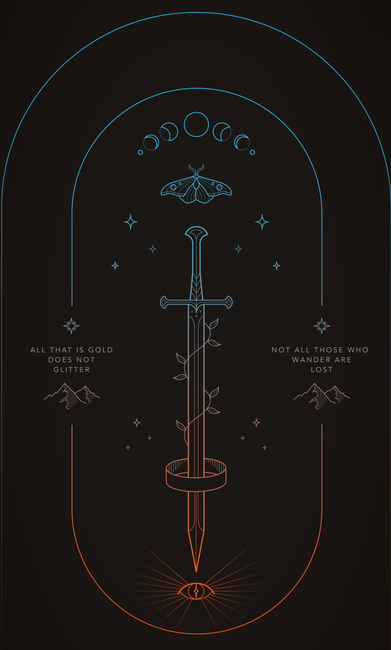 ALL THAT IS GOLD
DOES NOT
GLITTER
NOT ALL THOSE WHO
WANDER ARE
LOST